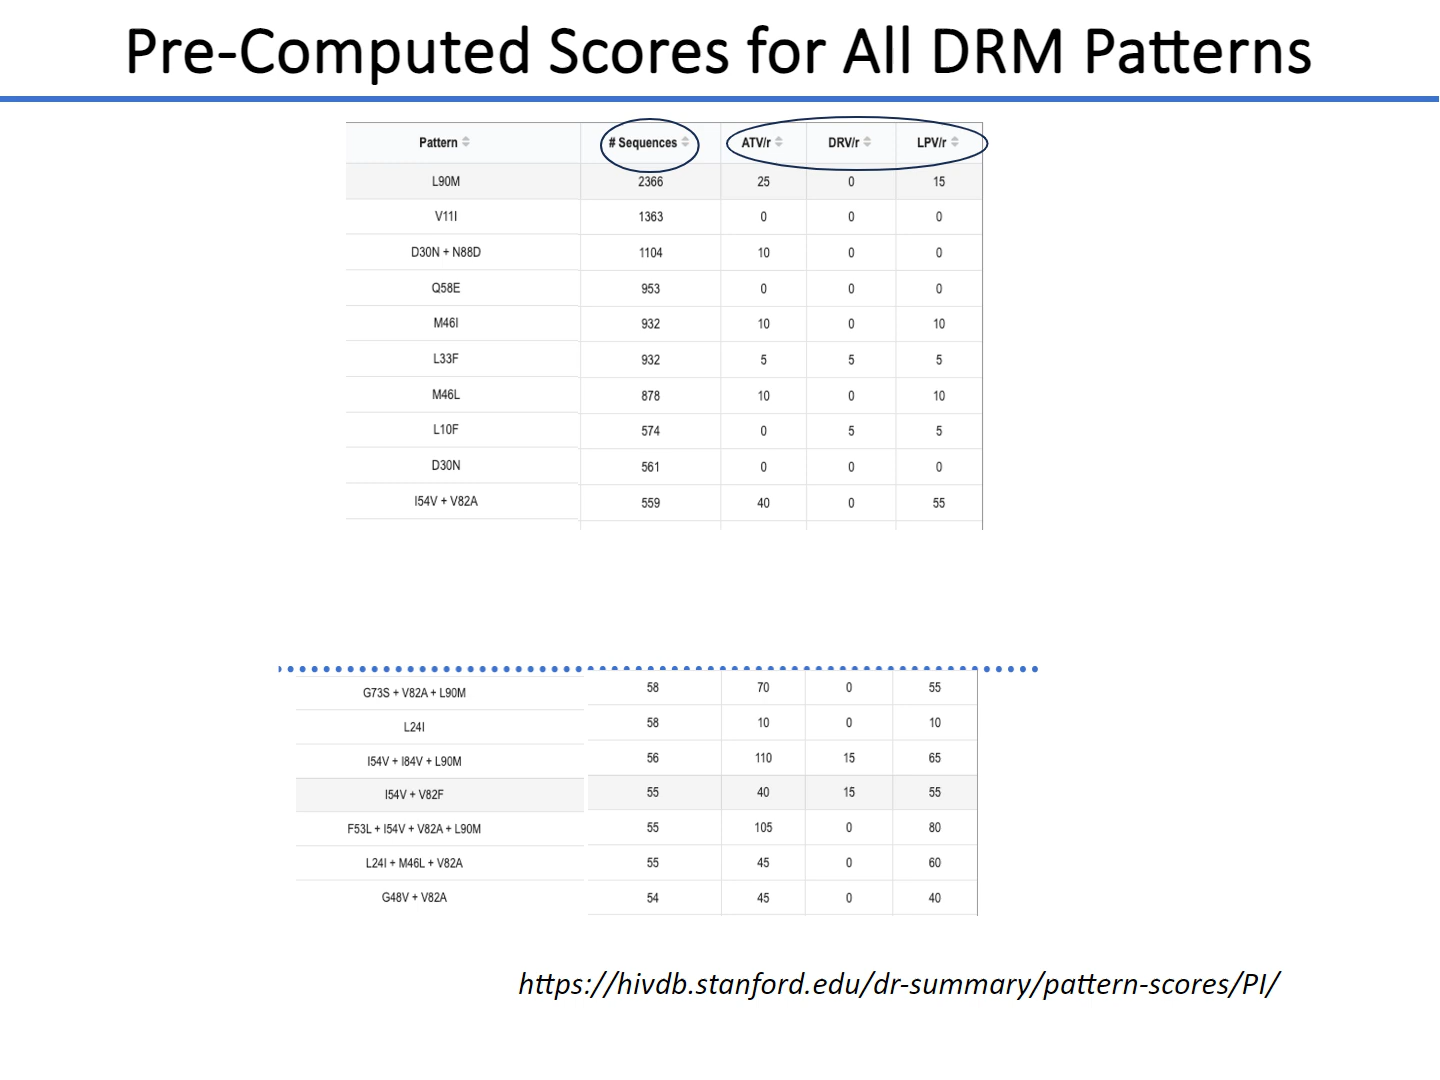 Pre-Computed Scores for All DRM Patterns
Pattern # Sequences ATV/r DRV/r LPV/r
L90M 2366 25 0 15
V11I 1363 0 0 0
D30N + N88D 1104 10 0 0
Q58E 953 0 0 0
M46I 932 10 0 10
L33F 932 5 5 5
M46L 878 10 0 10
L10F 574 0 5 5
D30N 561 0 0 0
I54V + V82A 559 40 0 55
G73S + V82A + L90M 58 70 0 55
L24I 58 10 0 10
I54V + I84V + L90M 56 110 15 65
I54V + V82F 55 40 15 55
F53L + I54V + V82A + L90M 55 105 0 80
L24I + M46L + V82A 55 45 0 60
G48V + V82A 54 45 0 40
https://hivdb.stanford.edu/dr-summary/pattern-scores/PI/